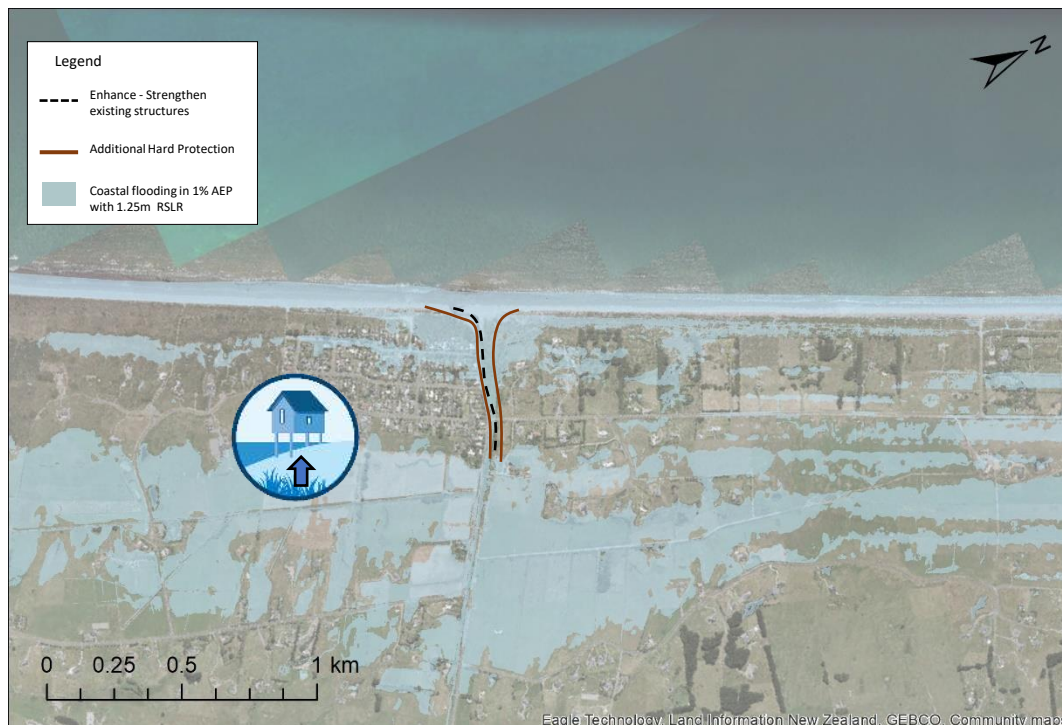 Legend
Enhance - Strengthen
existing structures
Additional Hard Protection
Coastal flooding in 1% AEP
with 1.25m RSLR
N
0 0.25 0.5 1 km
Eagle Technology, Land Information New Zealand, GEBCO, Community map